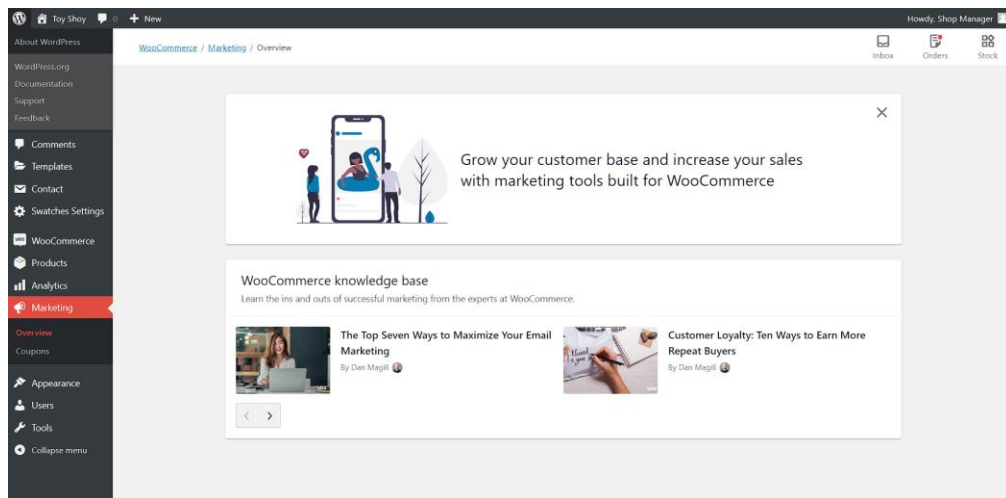 Toy Shoy
0
New
Howdy, Shop Manager
About WordPress
WordPress.org
Documentation
Support
Feedback
Comments
Templates
Contact
Swatches Settings
WooCommerce
Products
Analytics
Marketing
Overview
Coupons
Appearance
Users
Tools
Collapse menu
WooCommerce / Marketing / Overview
Inbox
Orders
Stock
Grow your customer base and increase your sales
with marketing tools built for WooCommerce
WooCommerce knowledge base
Learn the ins and outs of successful marketing from the experts at WooCommerce.
The Top Seven Ways to Maximize Your Email
Marketing
By Dan Magill
Customer Loyalty: Ten Ways to Earn More
Repeat Buyers
By Dan Magill